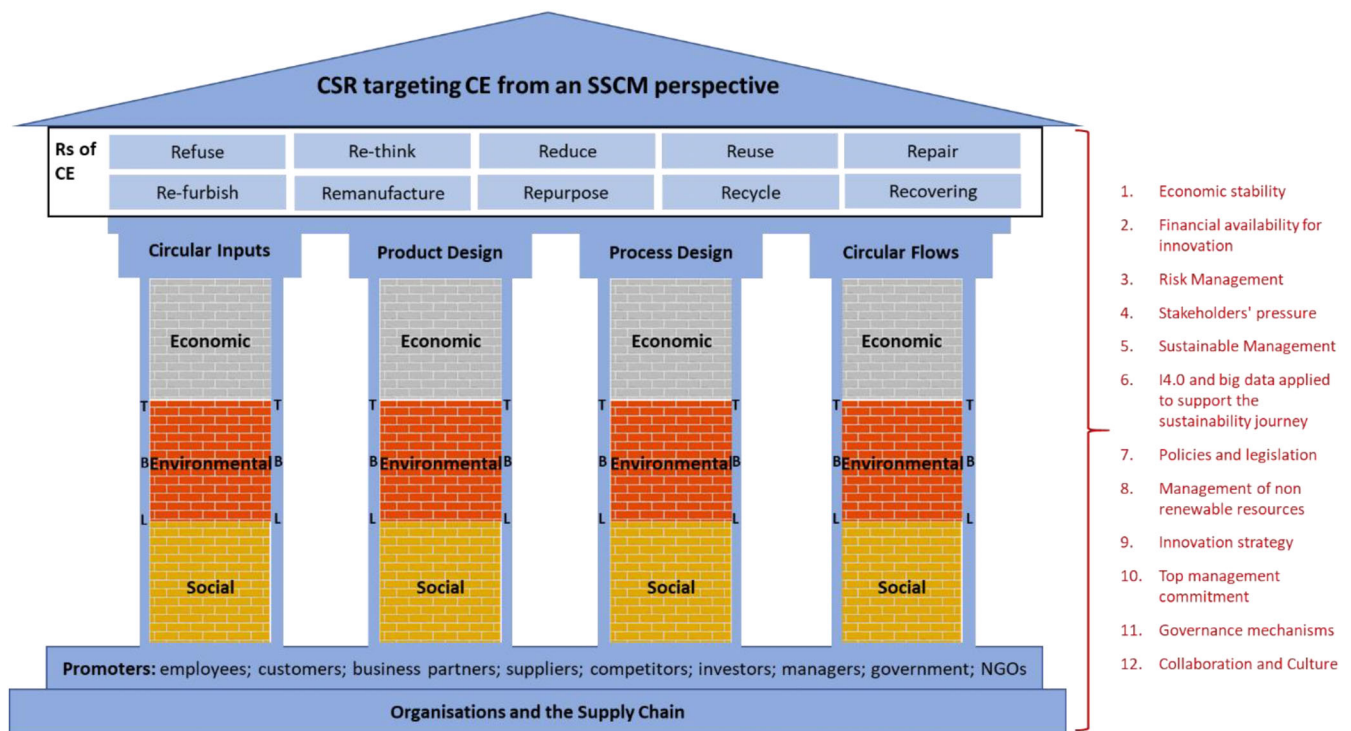 CSR targeting CE from an SSCM perspective
Rs of
CE
Refuse
Re-think
Reduce
Reuse
Repair
Re-furbish
Remanufacture
Repurpose
Recycle
Recovering
Circular Inputs
Product Design
Process Design
Circular Flows
Economic
Economic
Economic
Economic
T
T
T
T
T
T
T
T
B
Environmental
B
B
Environmental
B
B
Environmental
B
B
Environmental
B
L
L
L
L
L
L
L
L
Social
Social
Social
Social
Promoters: employees; customers; business partners; suppliers; competitors; investors; managers; government; NGOs
Organisations and the Supply Chain
1. Economic stability
2. Financial availability for
innovation
3. Risk Management
4. Stakeholders' pressure
5. Sustainable Management
6. I4.0 and big data applied
to support the
sustainability journey
7. Policies and legislation
8. Management of non
renewable resources
9. Innovation strategy
10. Top management
commitment
11. Governance mechanisms
12. Collaboration and Culture